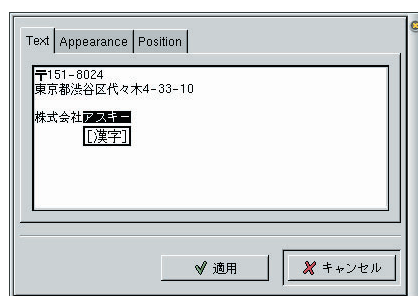 Text Appearance Position
〒151-8024
東京都渋谷区代々木4-33-10
株式会社アスキー
[漢字]
適用 キャンセル